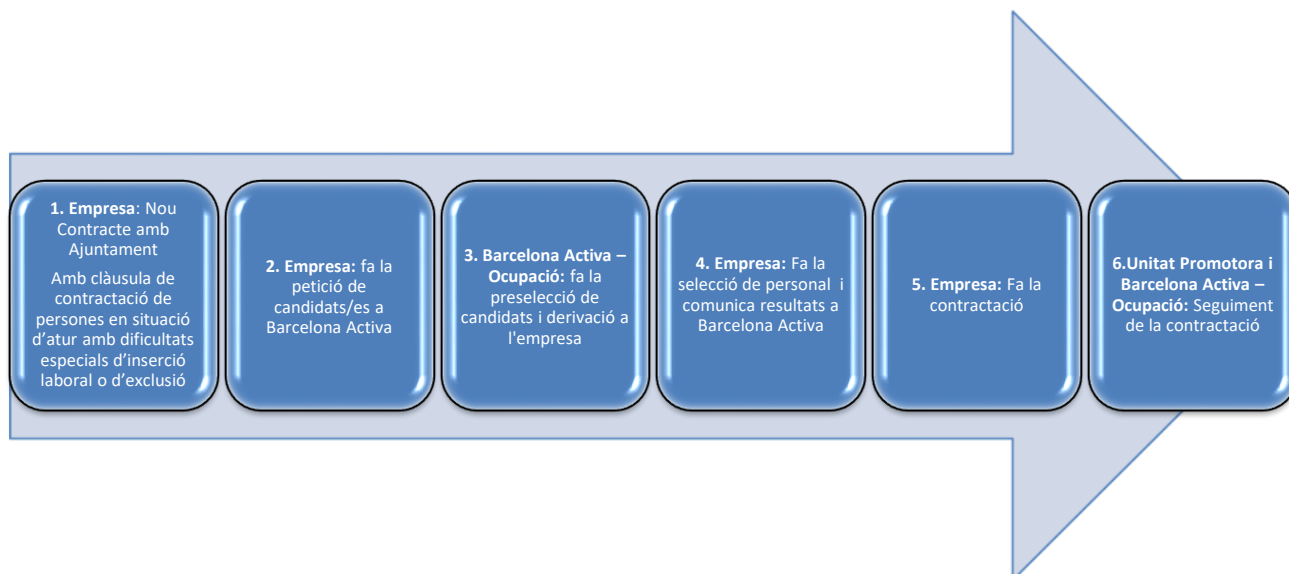 1. Empresa: Nou
Contracte amb
Ajuntament
Amb clàusula de
contractació de
persones en situació
d'atur amb dificultats
especials d'inserció
laboral o d'exclusió
2. Empresa: fa la
petició de
candidats/es a
Barcelona Activa
3. Barcelona Activa –
Ocupació: fa la
preselecció de
candidats i derivació a
l'empresa
4. Empresa: Fa la
selecció de personal i
comunica resultats a
Barcelona Activa
5. Empresa: Fa la
contractació
6.Unitat Promotora i
Barcelona Activa –
Ocupació: Seguiment
de la contractació